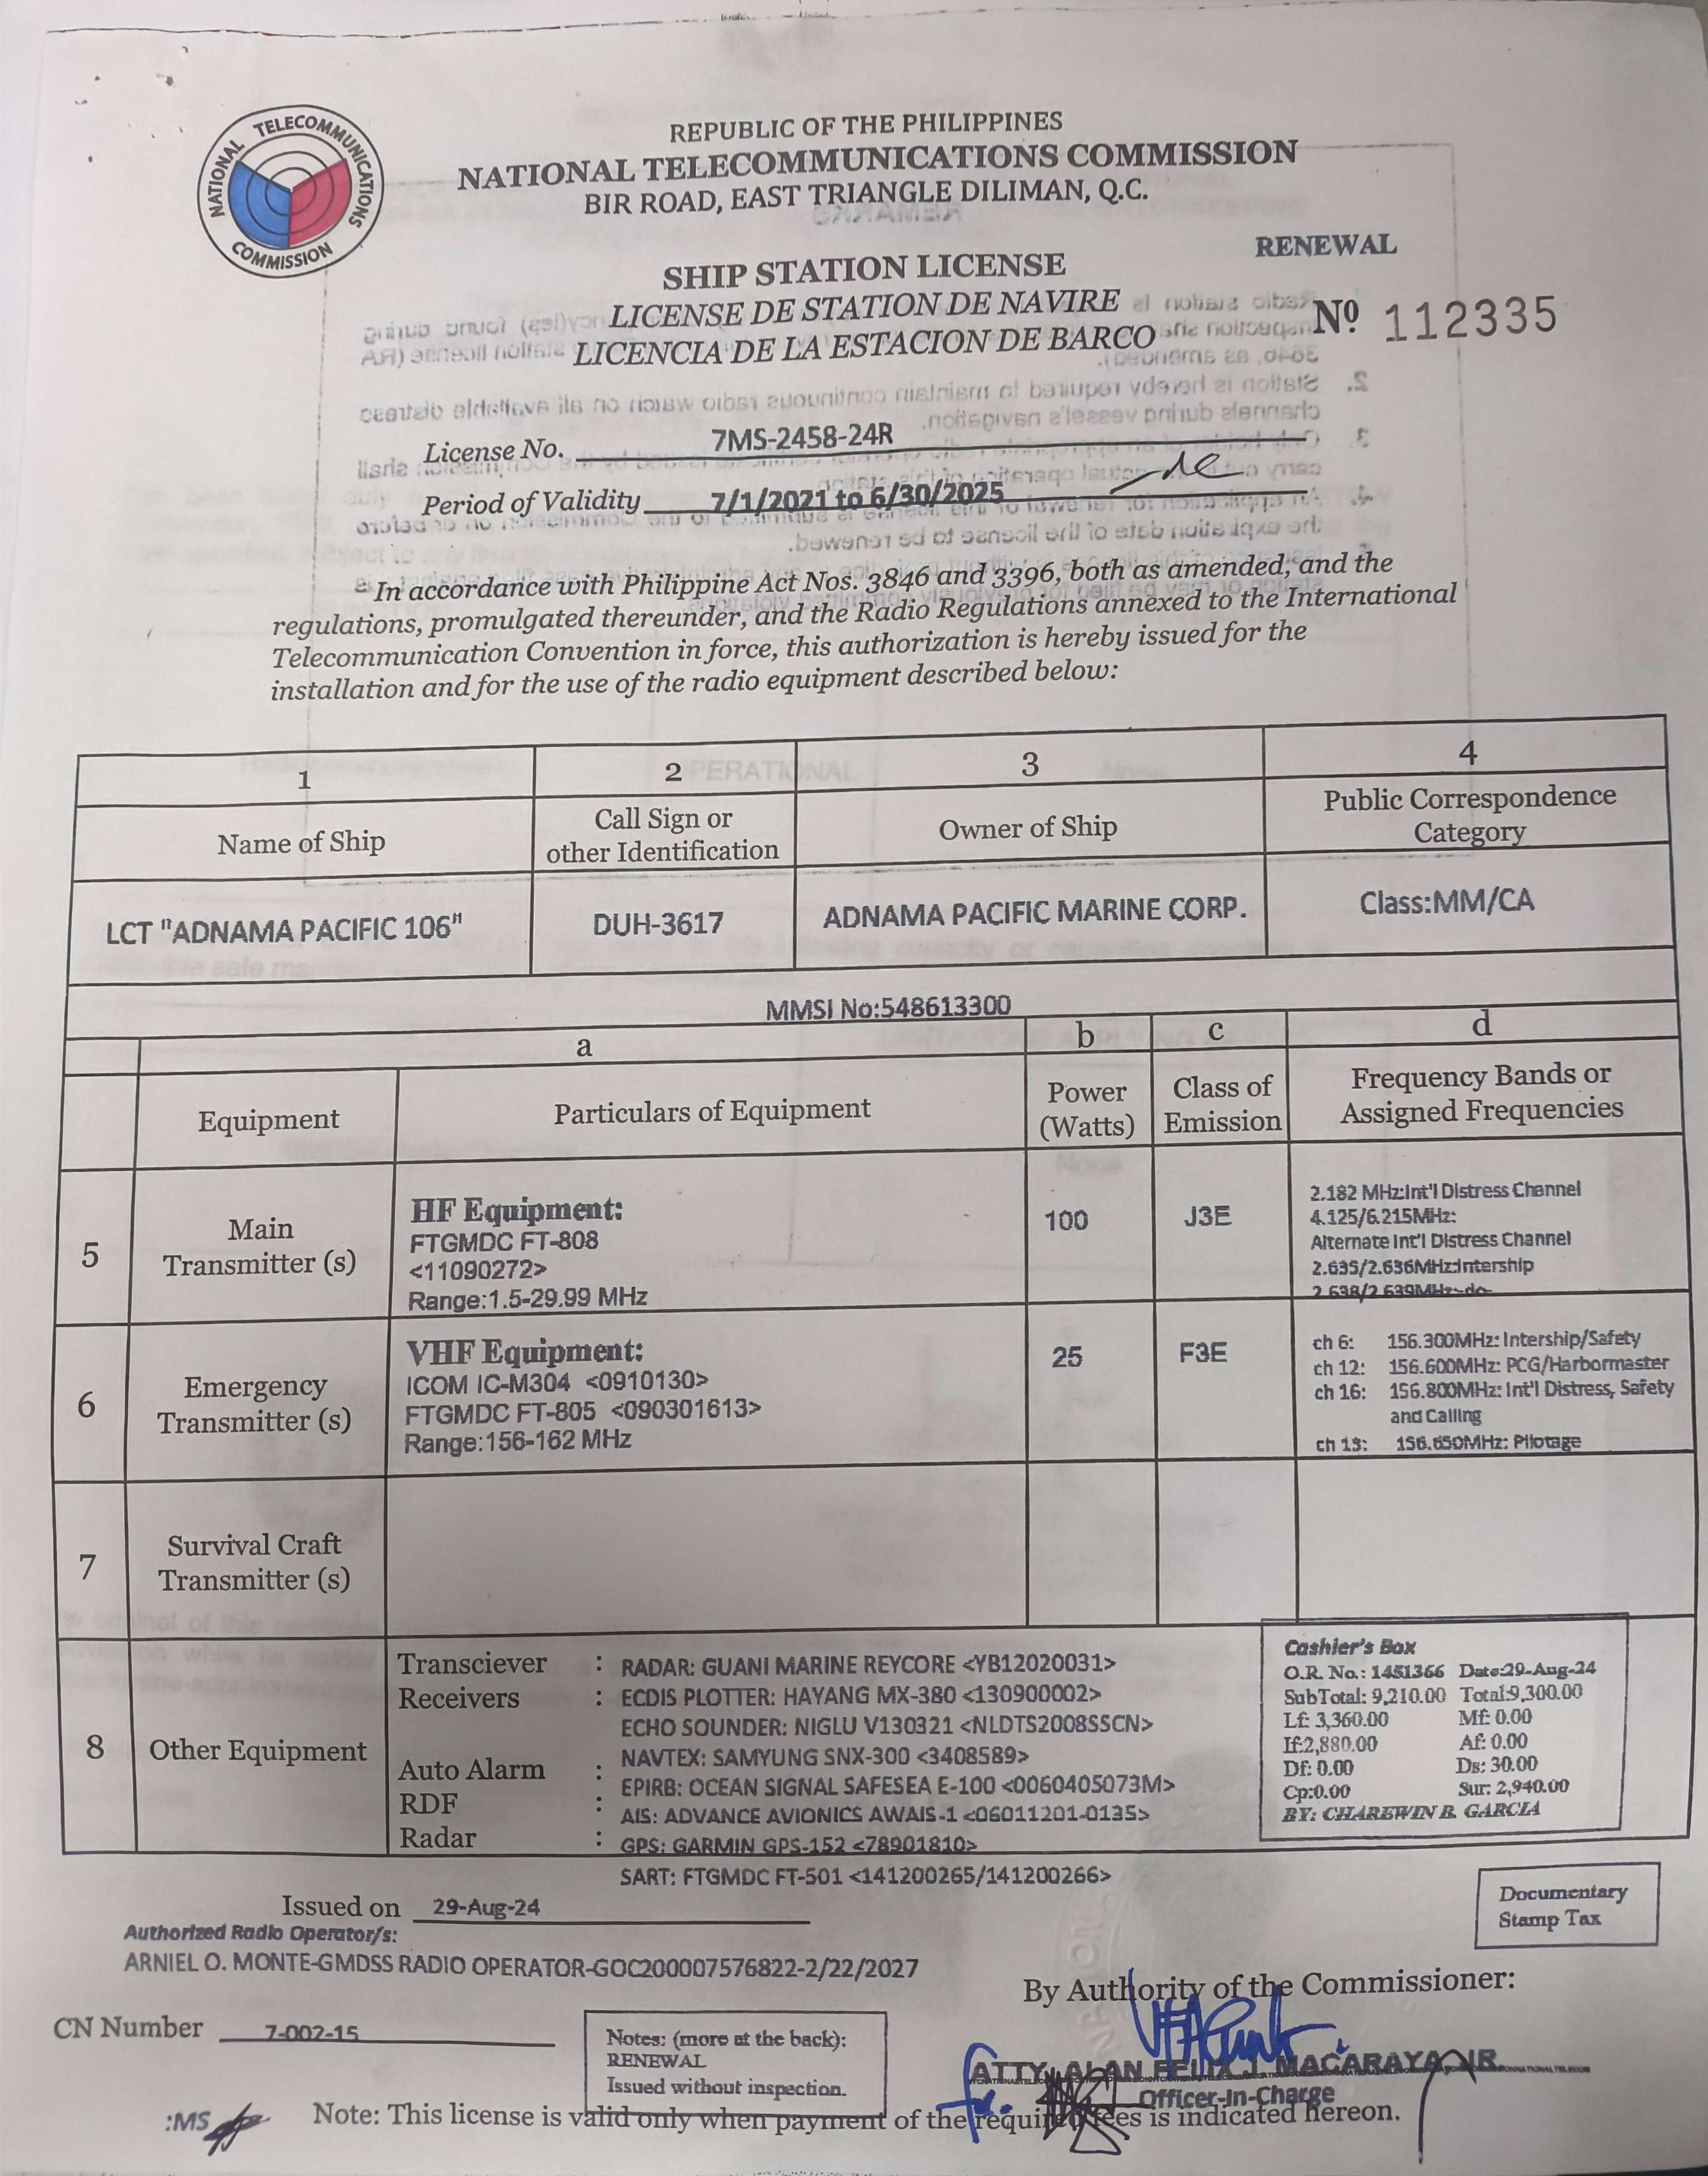 NATIONAL TELECOMMUNICATIONS COMMISSION
REPUBLIC OF THE PHILIPPINES
NATIONAL TELECOMMUNICATIONS COMMISSION
BIR ROAD, EAST TRIANGLE DILIMAN, Q.C.
RENEWAL
SHIP STATION LICENSE
LICENSE DE STATION DE NAVIRE
LICENCIA DE LA ESTACION DE BARCO
Nº 112335
License No. 7MS-2458-24R
Period of Validity 7/1/2021 to 6/30/2025
In accordance with Philippine Act Nos. 3846 and 3396, both as amended, and the
regulations, promulgated thereunder, and the Radio Regulations annexed to the International
Telecommunication Convention in force, this authorization is hereby issued for the
installation and for the use of the radio equipment described below:
1 2 3 4
Name of Ship
Call Sign or
other Identification
Owner of Ship
Public Correspondence
Category
LCT "ADNAMA PACIFIC 106" DUH-3617 ADNAMA PACIFIC MARINE CORP. Class:MM/CA
MMSI No:548613300
a b c d
Equipment
Particulars of Equipment
Power
(Watts)
Class of
Emission
Frequency Bands or
Assigned Frequencies
5
Main
Transmitter (s)
HF Equipment:
FTGMDC FT-808
<11090272>
Range:1.5-29.99 MHz
100
J3E
2.182 MHz:Int'l Distress Channel
4.125/6.215MHz:
Alternate Int'l Distress Channel
2.635/2.636MHz:Intership
2.638/2.639MHz:-do-
6
Emergency
Transmitter (s)
VHF Equipment:
ICOM IC-M304 <0910130>
FTGMDC FT-805 <090301613>
Range:156-162 MHz
25
F3E
ch 6: 156.300MHz: Intership/Safety
ch 12: 156.600MHz: PCG/Harbormaster
ch 16: 156.800MHz: Int'l Distress, Safety
and Calling
ch 13: 156.650MHz: Pilotage
7
Survival Craft
Transmitter (s)
8
Other Equipment
Transciever : RADAR: GUANI MARINE REYCORE <YB12020031>
Receivers : ECDIS PLOTTER: HAYANG MX-380 <130900002>
ECHO SOUNDER: NIGLU V130321 <NLDTS2008SSCN>
Auto Alarm : NAVTEX: SAMYUNG SNX-300 <3408589>
RDF : EPIRB: OCEAN SIGNAL SAFESEA E-100 <0060405073M>
AIS: ADVANCE AVIONICS AWAIS-1 <06011201-0135>
Radar : GPS: GARMIN GPS-152 <78901810>
SART: FTGMDC FT-501 <141200265/141200266>
Cashier's Box
O.R. No.: 1451366 Date:29-Aug-24
SubTotal: 9,210.00 Total:9,300.00
Lf: 3,360.00 Mf: 0.00
If:2,880.00 Af: 0.00
Df: 0.00 Ds: 30.00
Cp:0.00 Sur: 2,940.00
BY: CHAREWIN B. GARCIA
Issued on 29-Aug-24
Documentary
Stamp Tax
Authorized Radio Operator/s:
ARNIEL O. MONTE-GMDSS RADIO OPERATOR-GOC200007576822-2/22/2027
By Authority of the Commissioner:
CN Number 7-002-15
Notes: (more at the back):
RENEWAL
Issued without inspection.
ATTY. ALAN FELIX J. MACARAYA, JR.
Officer-In-Charge
:MS
Note: This license is valid only when payment of the required fees is indicated hereon.